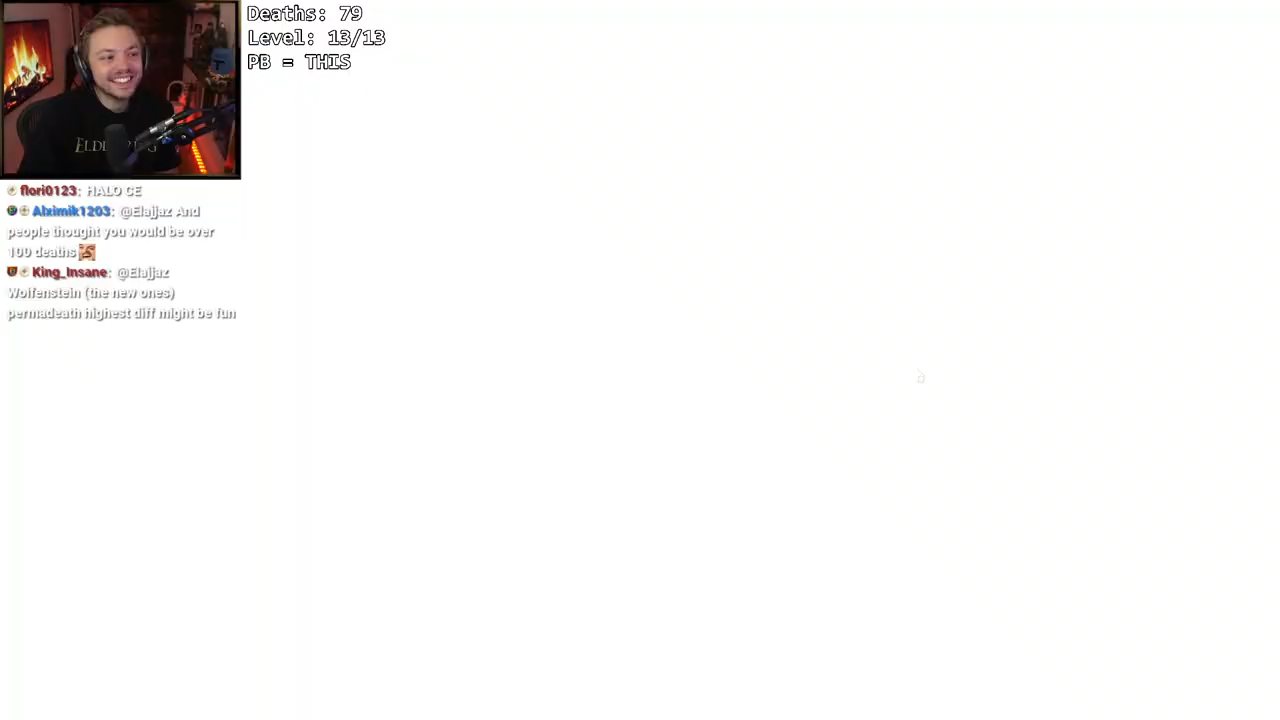 Deaths: 79
Level: 13/13
PB = THIS
flori0123: HALO CE
Alximik1203: @Elajjaz And
people thought you would be over
100 deaths
King_Insane: @Elajjaz
Wolfenstein (the new ones)
permadeath highest diff might be fun